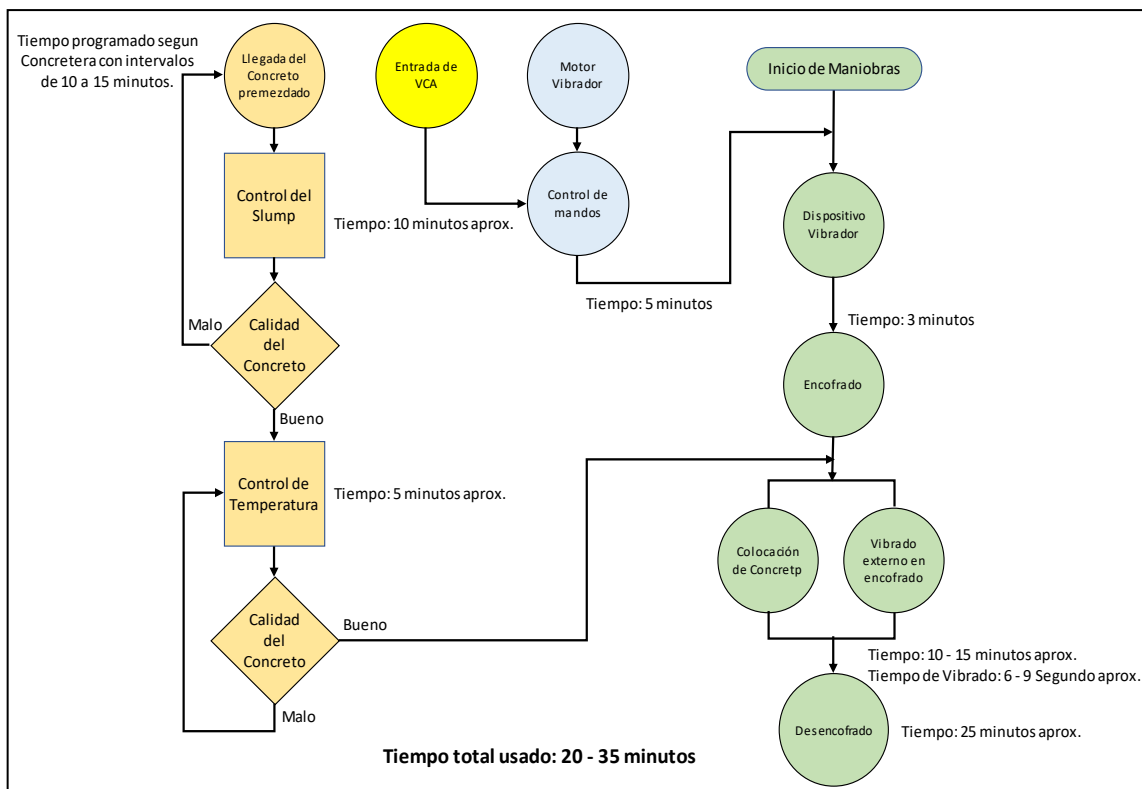 Tiempo programado segun
Concretera con intervalos
de 10 a 15 minutos.
Llegada del
Concreto
premezdado
Entrada de
VCA
Motor
Vibrador
Inicio de Maniobras
Control del
Slump
Tiempo: 10 minutos aprox.
Control de
mandos
Dispositivo
Vibrador
Tiempo: 5 minutos
Tiempo: 3 minutos
Malo
Calidad
del
Concreto
Encofrado
Bueno
Control de
Temperatura
Tiempo: 5 minutos aprox.
Colocación
de Concretp
Vibrado
externo en
encofrado
Calidad
del
Concreto
Bueno
Malo
Tiempo: 10 - 15 minutos aprox.
Tiempo de Vibrado: 6 - 9 Segundo aprox.
Desencofrado
Tiempo: 25 minutos aprox.
Tiempo total usado: 20 - 35 minutos